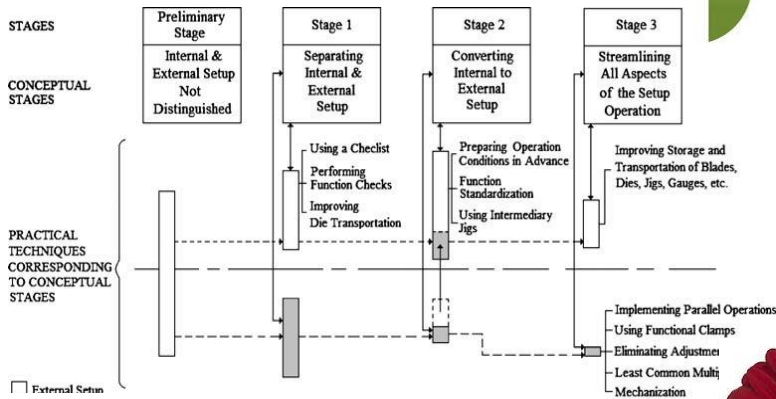 STAGES
Preliminary
Stage
Stage 1
Stage 2
Stage 3
CONCEPTUAL
STAGES
Internal &
External Setup
Not
Distinguished
Separating
Internal &
External
Setup
Converting
Internal to
External
Setup
Streamlining
All Aspects
of the Setup
Operation
PRACTICAL
TECHNIQUES
CORRESPONDING
TO CONCEPTUAL
STAGES
Using a Checlist
Performing
Function Checks
Improving
Die Transportation
Preparing Operation
Conditions in Advance
Function
Standardization
Using Intermediary
Jigs
Improving Storage and
Transportation of Blades,
Dies, Jigs, Gauges, etc.
Implementing Parallel Operations
Using Functional Clamps
Eliminating
Least Common
Mechanization
External Setup